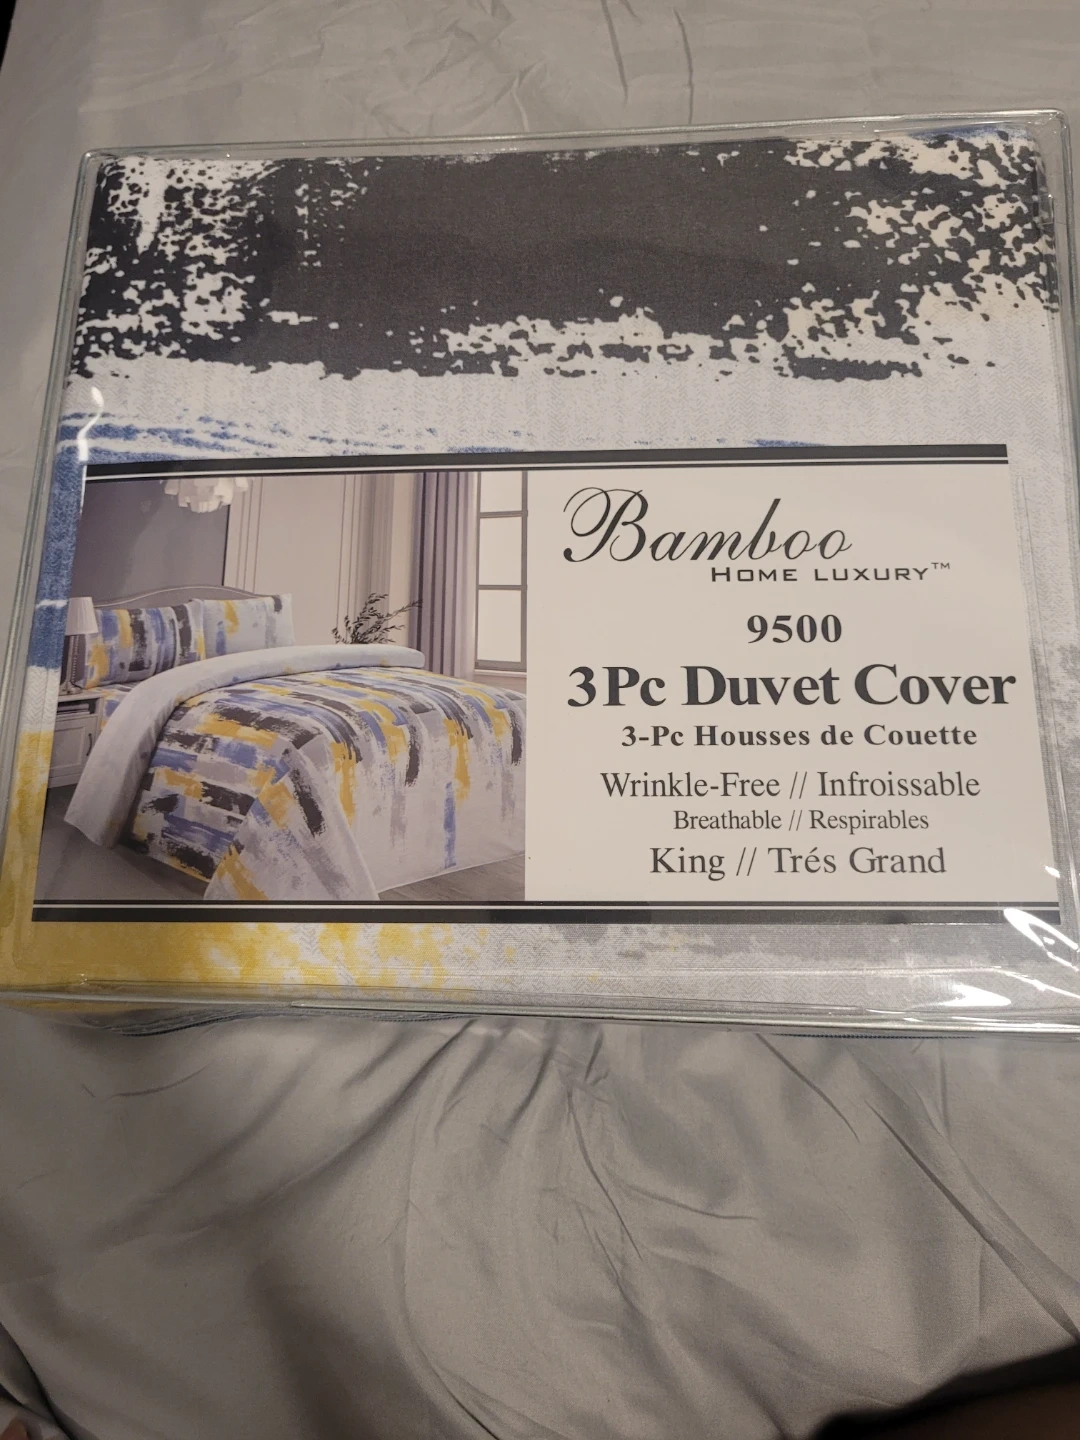 Bamboo
HOME LUXURY™
9500
3Pc Duvet Cover
3-Pc Housses de Couette
Wrinkle-Free // Infroissable
Breathable // Respirables
King // Trés Grand